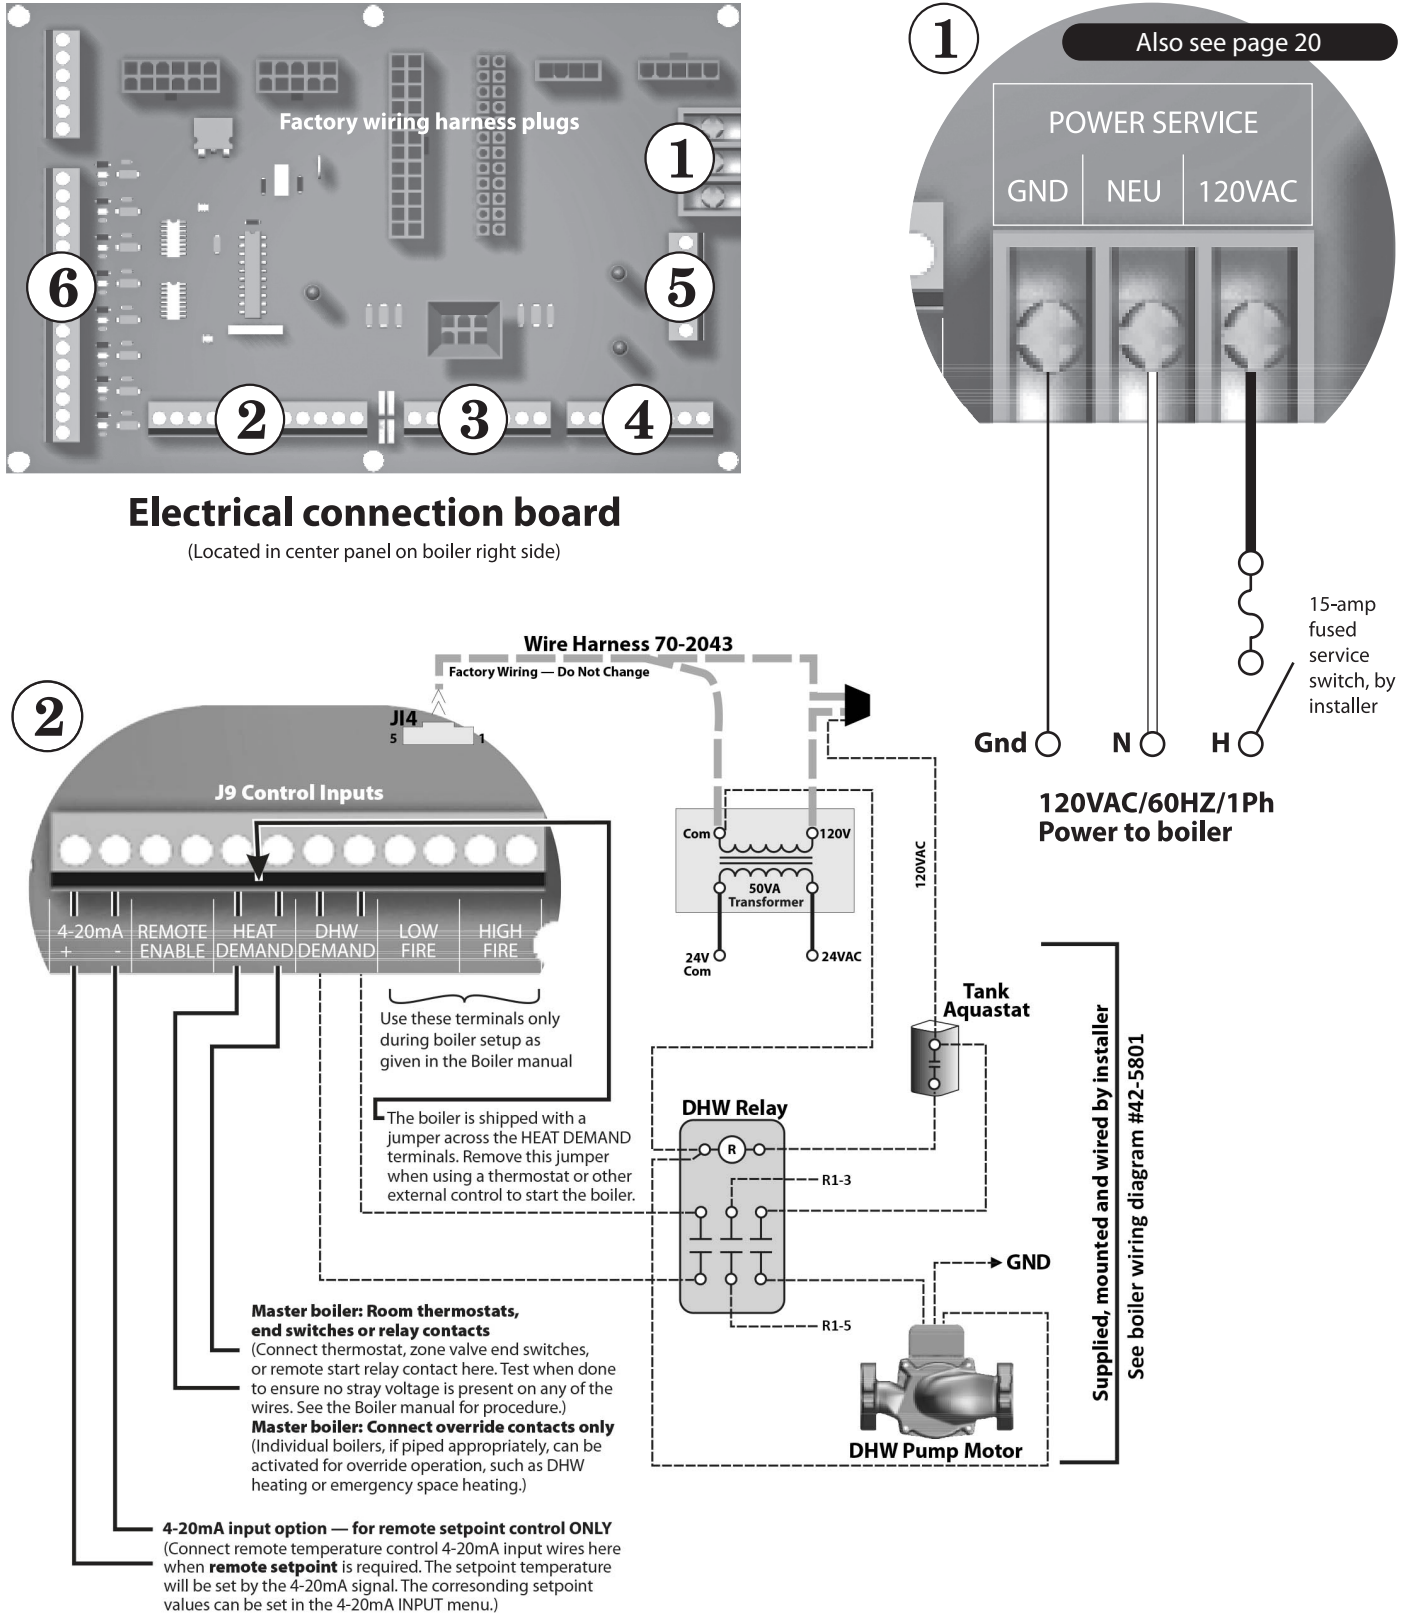 Factory wiring harness plugs
1
5
6
2
3
4
Electrical connection board
(Located in center panel on boiler right side)
1
Also see page 20
POWER SERVICE
GND NEU 120VAC
15-amp
fused
service
switch, by
installer
Gnd N H
120VAC/60HZ/1Ph
Power to boiler
2
Wire Harness 70-2043
Factory Wiring — Do Not Change
JI4
5 1
J9 Control Inputs
4-20mA
+ -
REMOTE
ENABLE
HEAT
DEMAND
DHW
DEMAND
LOW
FIRE
HIGH
FIRE
Use these terminals only
during boiler setup as
given in the Boiler manual
The boiler is shipped with a
jumper across the HEAT DEMAND
terminals. Remove this jumper
when using a thermostat or other
external control to start the boiler.
Com 120V
50VA
Transformer
24V
Com
24VAC
120VAC
Tank
Aquastat
DHW Relay
R
R1-3
R1-5
GND
DHW Pump Motor
Supplied, mounted and wired by installer
See boiler wiring diagram #42-5801
Master boiler: Room thermostats,
end switches or relay contacts
(Connect thermostat, zone valve end switches,
or remote start relay contact here. Test when done
to ensure no stray voltage is present on any of the
wires. See the Boiler manual for procedure.)
Master boiler: Connect override contacts only
(Individual boilers, if piped appropriately, can be
activated for override operation, such as DHW
heating or emergency space heating.)
4-20mA input option — for remote setpoint control ONLY
(Connect remote temperature control 4-20mA input wires here
when remote setpoint is required. The setpoint temperature
will be set by the 4-20mA signal. The corresonding setpoint
values can be set in the 4-20mA INPUT menu.)